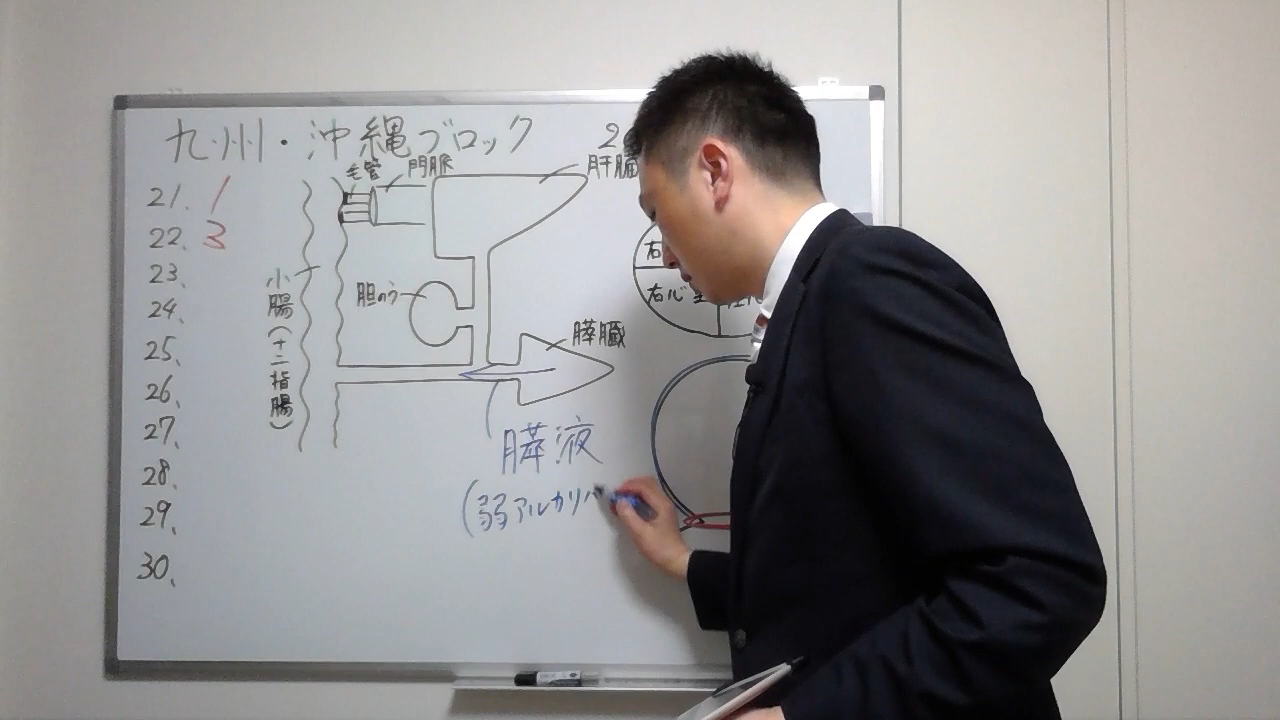 九州・沖縄ブロック
2
毛管
門脈
肝臓
21. 1
22. 3
23.
24.
25.
26.
27.
28.
29.
30.
小腸(十二指腸)
胆のう
膵臓
右
右心室
膵液
(弱アルカリ